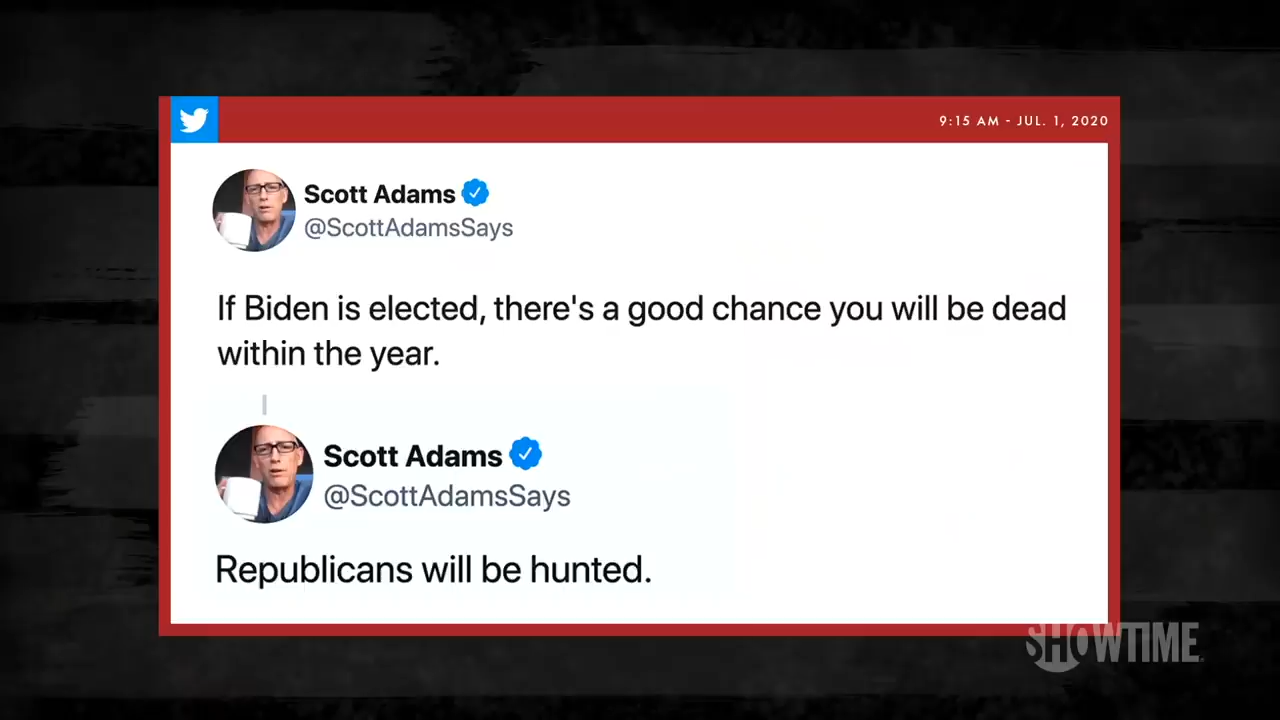 9:15 AM - JUL. 1, 2020
Scott Adams
@ScottAdamsSays
If Biden is elected, there's a good chance you will be dead
within the year.
Scott Adams
@ScottAdamsSays
Republicans will be hunted.
SHOWTIME